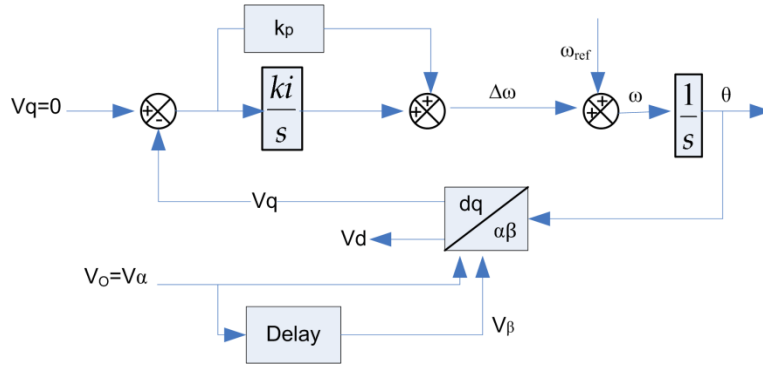 kp
ωref
Vq=0
+
-
ki
s
+
+
Δω
+
+
ω
1
s
θ
Vq
dq
αβ
Vd
VO=Vα
Delay
Vβ